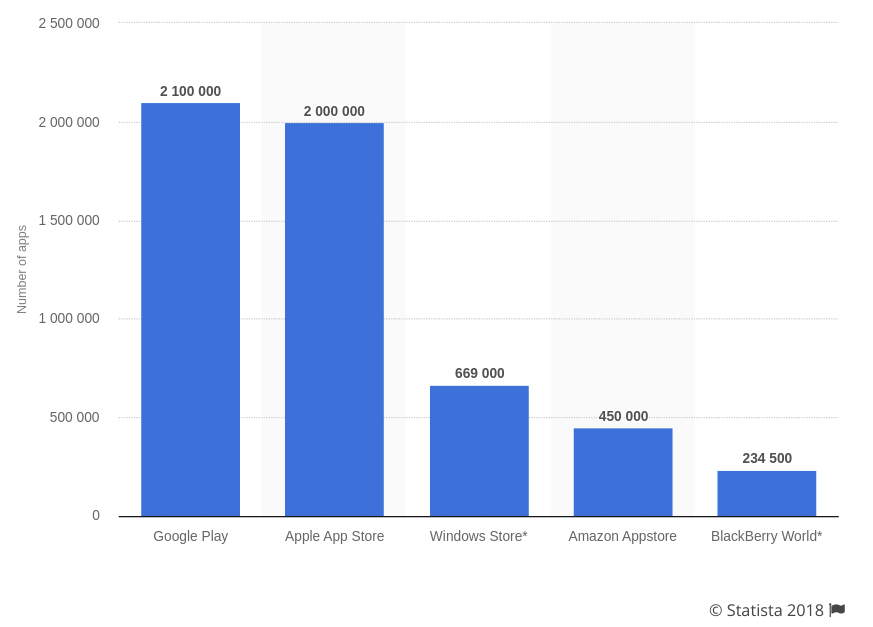 2 500 000
2 000 000
1 500 000
1 000 000
500 000
0
Number of apps
2 100 000
2 000 000
669 000
450 000
234 500
Google Play
Apple App Store
Windows Store*
Amazon Appstore
BlackBerry World*
© Statista 2018